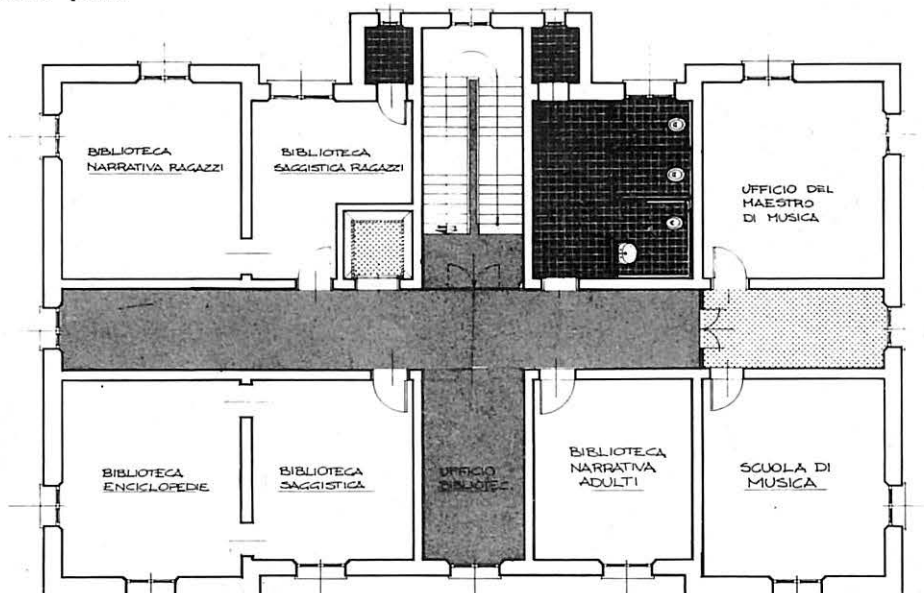 BIBLIOTECA
NARRATIVA RAGAZZI
BIBLIOTECA
SAGGISTICA RAGAZZI
UFFICIO DEL
MAESTRO
DI MUSICA
BIBLIOTECA
ENCICLOPEDIE
BIBLIOTECA
SAGGISTICA
UFFICIO
BIBLIOTEC.
BIBLIOTECA
NARRATIVA
ADULTI
SCUOLA DI
MUSICA